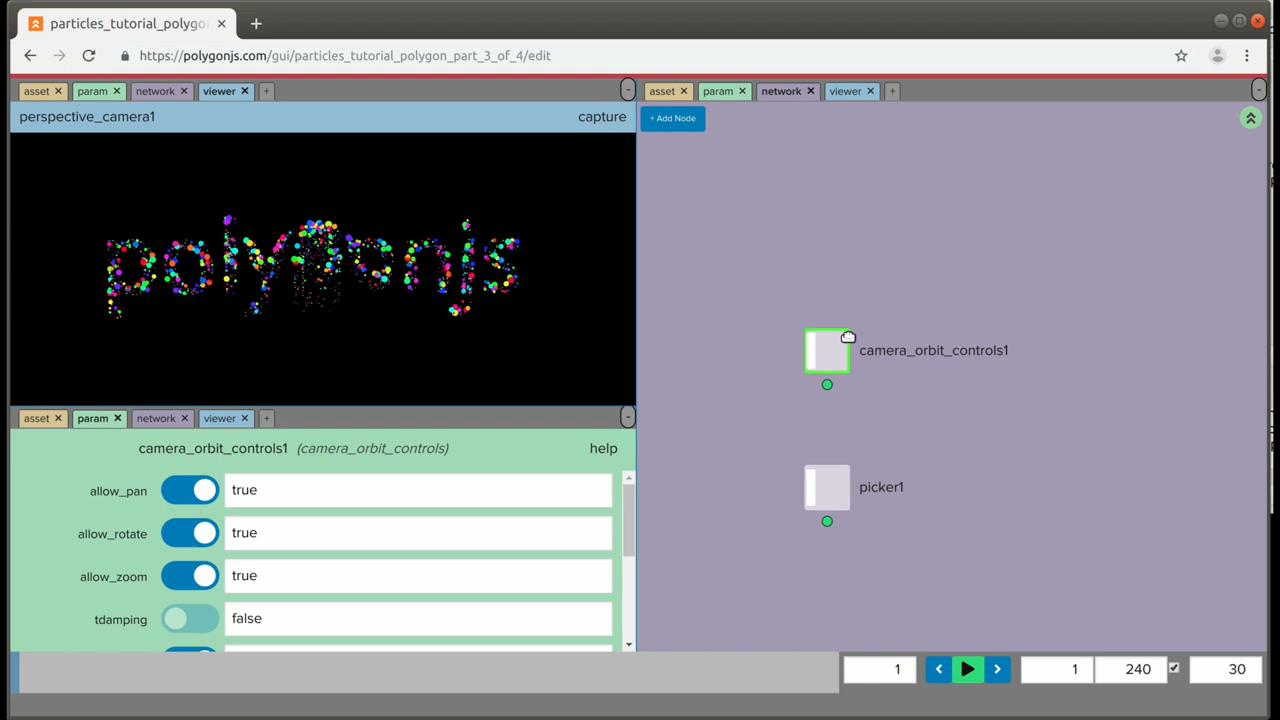 particles_tutorial_polygo
https://polygonjs.com/gui/particles_tutorial_polygon_part_3_of_4/edit
asset param network viewer +
perspective_camera1 capture
polygonjs
asset param network viewer +
camera_orbit_controls1 (camera_orbit_controls) help
allow_pan true
allow_rotate true
allow_zoom true
tdamping false
asset param network viewer +
+ Add Node
camera_orbit_controls1
picker1
1 1 240 30